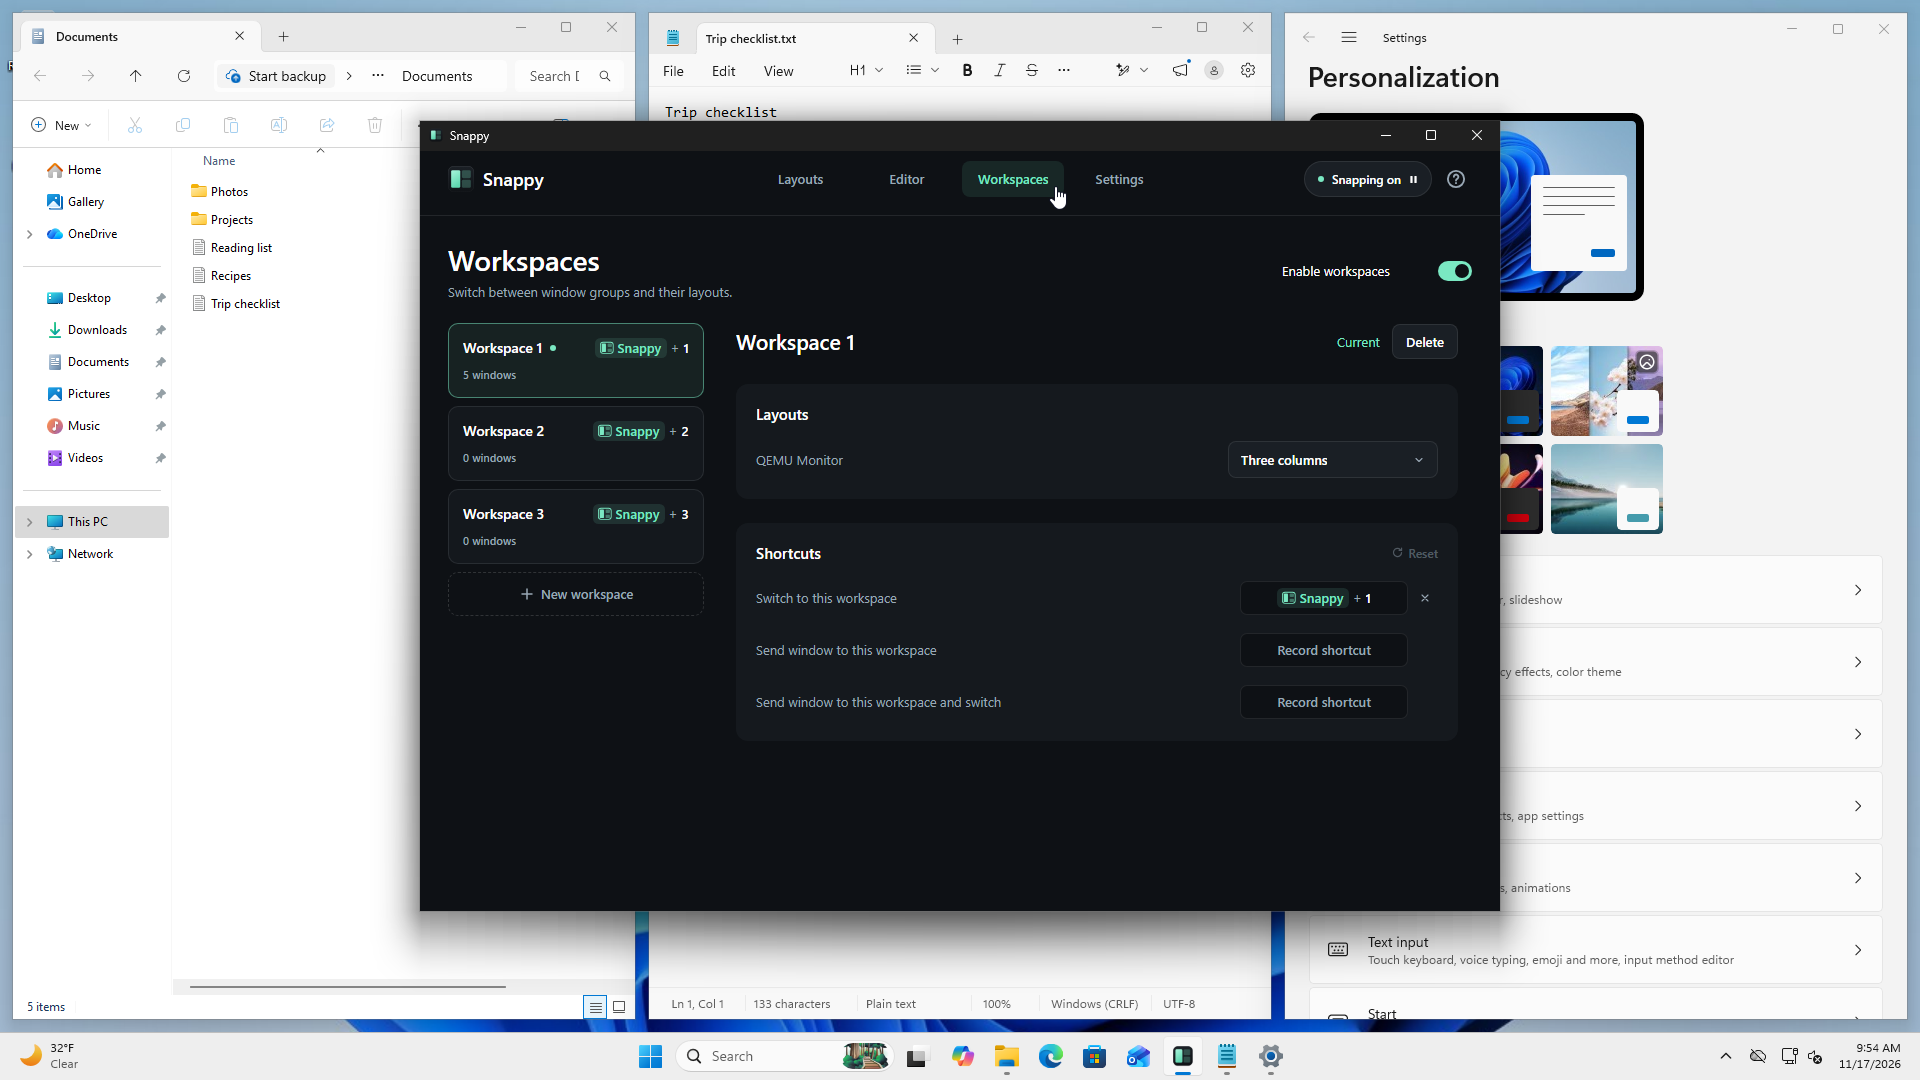 Documents
Start backup
Documents
Search D
New
Name
Home
Gallery
OneDrive
Desktop
Downloads
Documents
Pictures
Music
Videos
This PC
Network
Photos
Projects
Reading list
Recipes
Trip checklist
5 items
Trip checklist.txt
File
Edit
View
H1
Trip checklist
Ln 1, Col 1
133 characters
Plain text
100%
Windows (CRLF)
UTF-8
Settings
Personalization
, slideshow
effects, color theme
, app settings
, animations
Text input
Touch keyboard, voice typing, emoji and more, input method editor
Start
Snappy
Snappy
Layouts
Editor
Workspaces
Settings
Snapping on
Workspaces
Switch between window groups and their layouts.
Enable workspaces
Workspace 1
Snappy + 1
5 windows
Workspace 2
Snappy + 2
0 windows
Workspace 3
Snappy + 3
0 windows
New workspace
Workspace 1
Current
Delete
Layouts
QEMU Monitor
Three columns
Shortcuts
Reset
Switch to this workspace
Snappy + 1
Send window to this workspace
Record shortcut
Send window to this workspace and switch
Record shortcut
32°F
Clear
Search
9:54 AM
11/17/2026